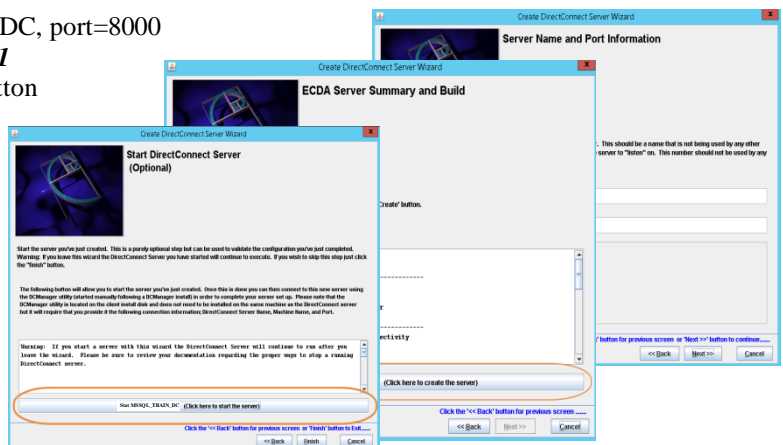 DC, port=8000
1
tton
Create DirectConnect Server Wizard
Server Name and Port Information
. This should be a name that is not being used by any other
server to "listen" on. This number should not be used by any
' button for previous screen or 'Next >>' button to continue......
<< Back
Next >>
Cancel
Create DirectConnect Server Wizard
ECDA Server Summary and Build
Create' button.
------------
r
------------
ectivity
(Click here to create the server)
Click the '<< Back' button for previous screen ......
<< Back
Next >>
Cancel
Create DirectConnect Server Wizard
Start DirectConnect Server
(Optional)
Start the server you've just created. This is a purely optional step but can be used to validate the configuration you've just completed.
Warning: If you leave this wizard the DirectConnect Server you have started will continue to execute. If you wish to skip this step just click
the "finish" button.
The following button will allow you to start the server you've just created. Once this is done you can then connect to this new server using
the DCManager utility (started manually following a DCManager install) in order to complete your server set up. Please note that the
DCManager utility is located on the client install disk and does not need to be installed on the same machine as the DirectConnect server
but it will require that you provide it the following connection information; DirectConnect Server Name, Machine Name, and Port.
Warning: If you start a server with this wizard the DirectConnect Server will continue to run after you
leave the wizard. Please be sure to review your documentation regarding the proper ways to stop a running
DirectConnect server.
Start MSSQL_TRAIN_DC (Click here to start the server)
Click the '<< Back' button for previous screen or 'Finish' button to Exit......
<< Back
Finish
Cancel